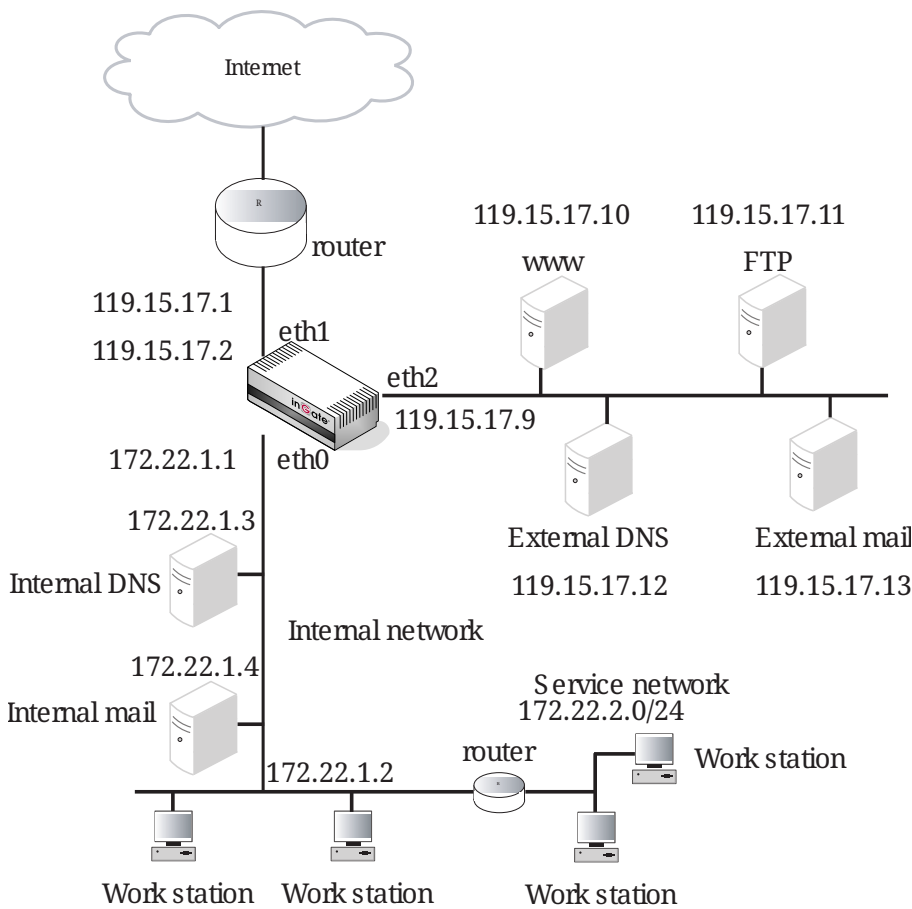 Internet
R
router
119.15.17.10
119.15.17.11
www
FTP
119.15.17.1
119.15.17.2
eth1
eth2
inGate
119.15.17.9
172.22.1.1
eth0
172.22.1.3
Internal DNS
External DNS
External mail
119.15.17.12
119.15.17.13
Internal network
172.22.1.4
Internal mail
Service network
172.22.2.0/24
router
R
Work station
172.22.1.2
Work station
Work station
Work station